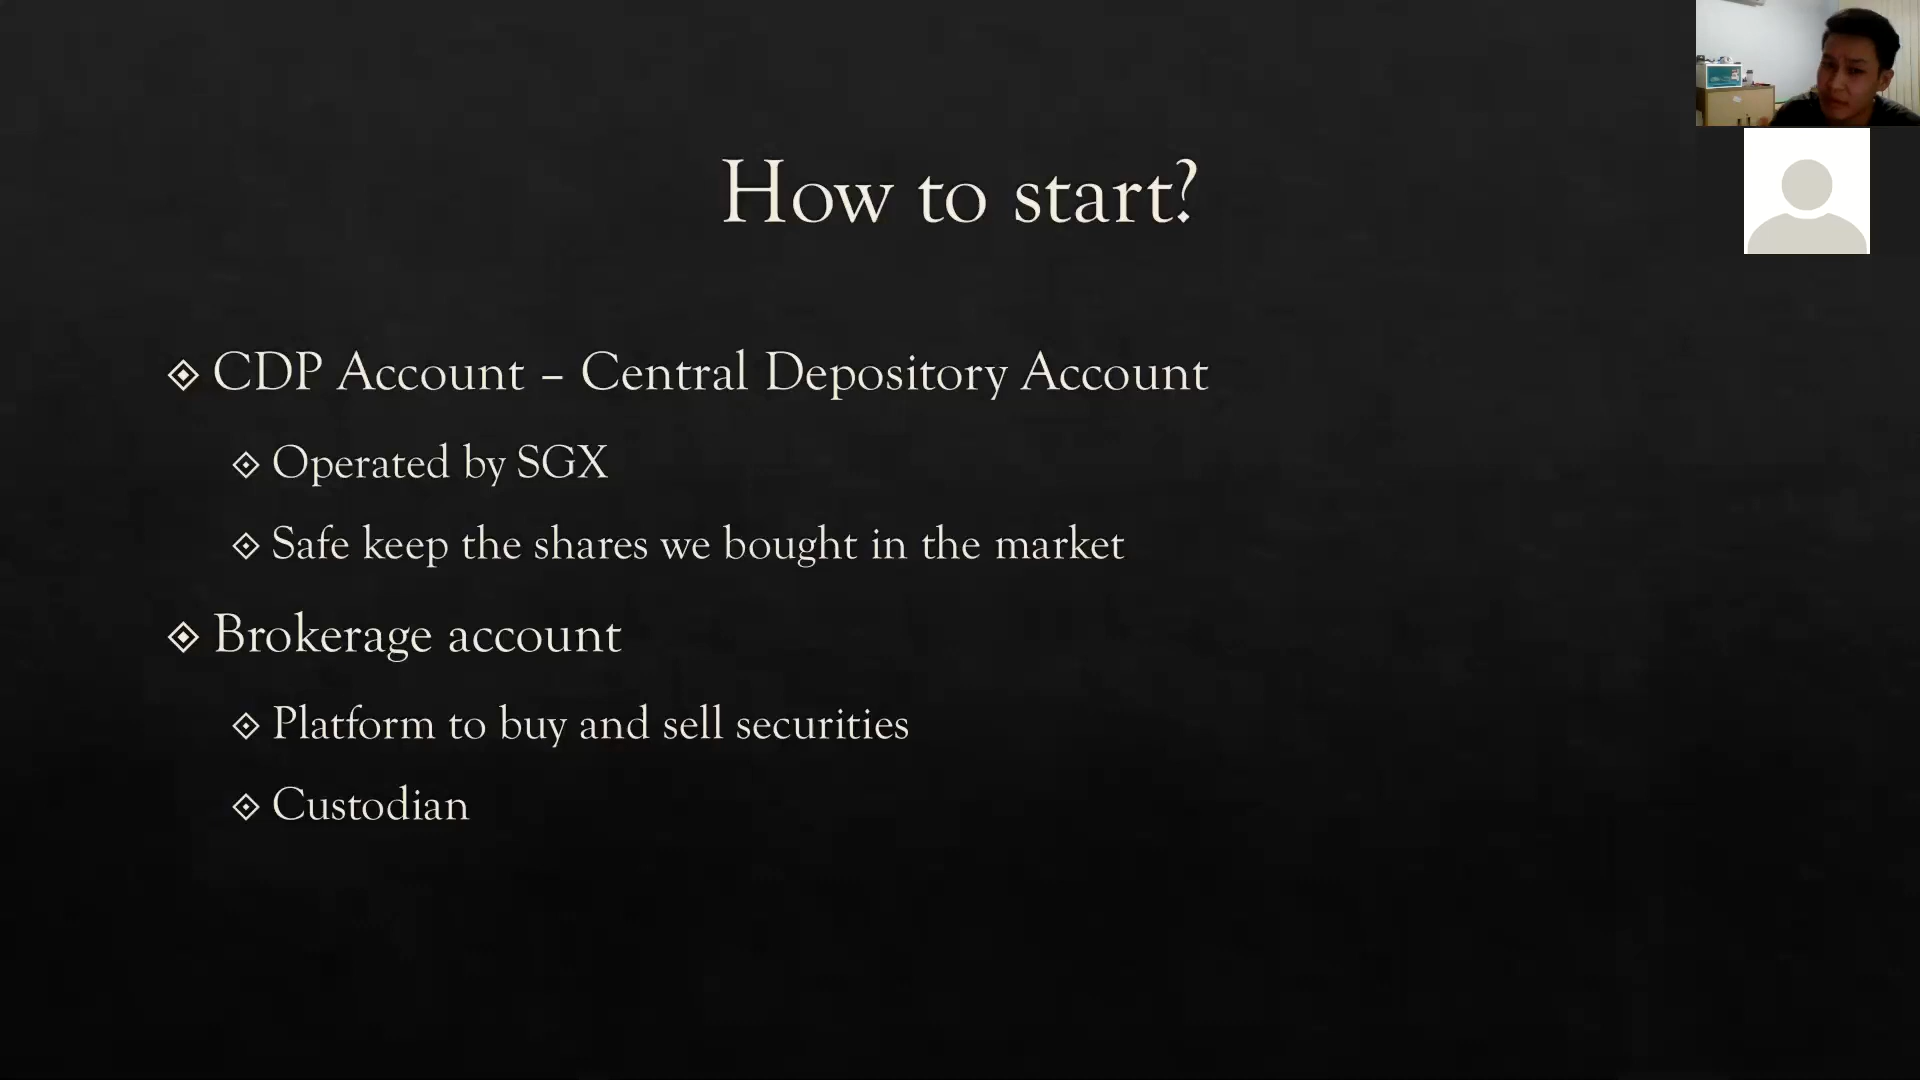 How to start?
CDP Account – Central Depository Account
Operated by SGX
Safe keep the shares we bought in the market
Brokerage account
Platform to buy and sell securities
Custodian